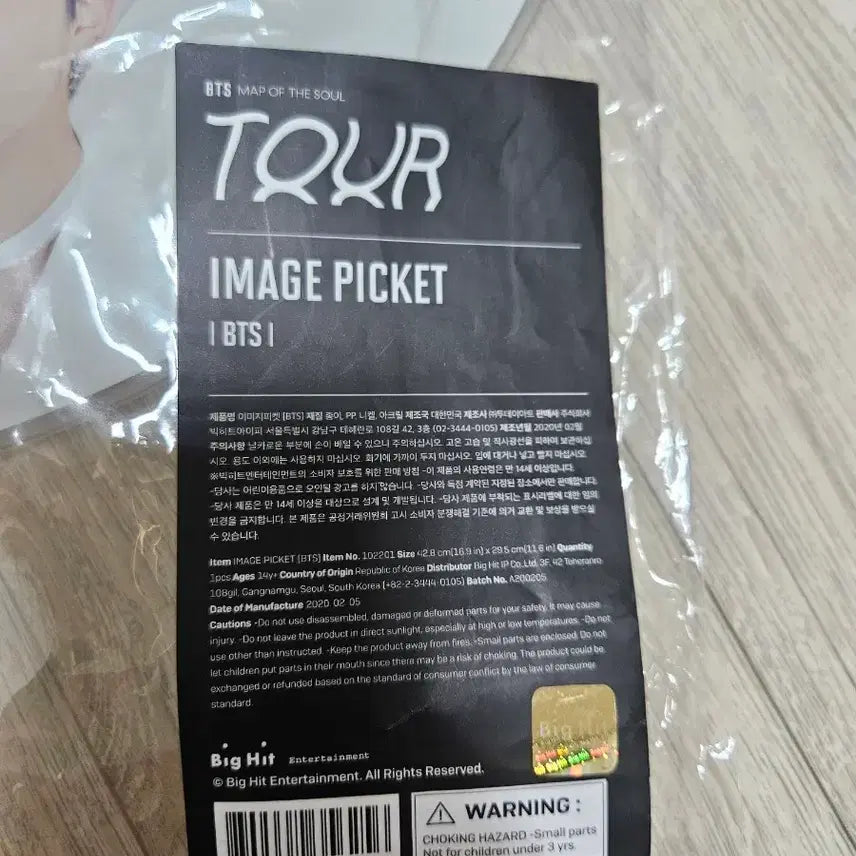 BTS MAP OF THE SOUL
TOUR
IMAGE PICKET
| BTS |
제품명 이미지피켓 [BTS] 재질 종이, PP, 니켈, 아크릴 제조국 대한민국 제조사 ㈜투데이아트 판매사 주식회사
빅히트아이피 서울특별시 강남구 테헤란로 108길 42, 3층 (02-3444-0105) 제조년월 2020년 02월
주의사항 날카로운 부분에 손이 베일 수 있으니 주의하십시오. 고온 고습 및 직사광선을 피하여 보관하십
시오. 용도 이외에는 사용하지 마십시오. 화기에 가까이 두지 마십시오. 입에 대거나 넣고 빨지 마십시오.
※빅히트엔터테인먼트의 소비자 보호를 위한 판매 방침 -이 제품의 사용연령은 만 14세 이상입니다.
-당사는 어린이용품으로 오인될 광고를 하지 않습니다. -당사와 독점 계약된 지정된 장소에서만 판매합니다.
-당사 제품은 만 14세 이상을 대상으로 설계 및 개발됩니다. -당사 제품에 부착되는 표시라벨에 대한 임의
변경을 금지합니다. 본 제품은 공정거래위원회 고시 소비자 분쟁해결 기준에 의거 교환 및 보상을 받으실
수 있습니다.
Item IMAGE PICKET [BTS] Item No. 102201 Size 42.8 cm[16.9 in] x 29.5 cm[11.6 in] Quantity
1pcs Ages 14y+ Country of Origin Republic of Korea Distributor Big Hit IP Co.,Ltd. 3F, 42 Teheranro
108gil, Gangnamgu, Seoul, South Korea [+82-2-3444-0105] Batch No. A200205
Date of Manufacture 2020. 02. 05
Cautions -Do not use disassembled, damaged or deformed parts for your safety. It may cause
injury. -Do not leave the product in direct sunlight, especially at high or low temperatures. -Do not
use other than instructed. -Keep the product away from fires. -Small parts are enclosed. Do not
let children put parts in their mouth since there may be a risk of choking. The product could be
exchanged or refunded based on the standard of consumer conflict by the law of consumer
standard.
Big Hit
Big Hit Entertainment
© Big Hit Entertainment. All Rights Reserved.
WARNING :
CHOKING HAZARD -Small parts
Not for children under 3 yrs.